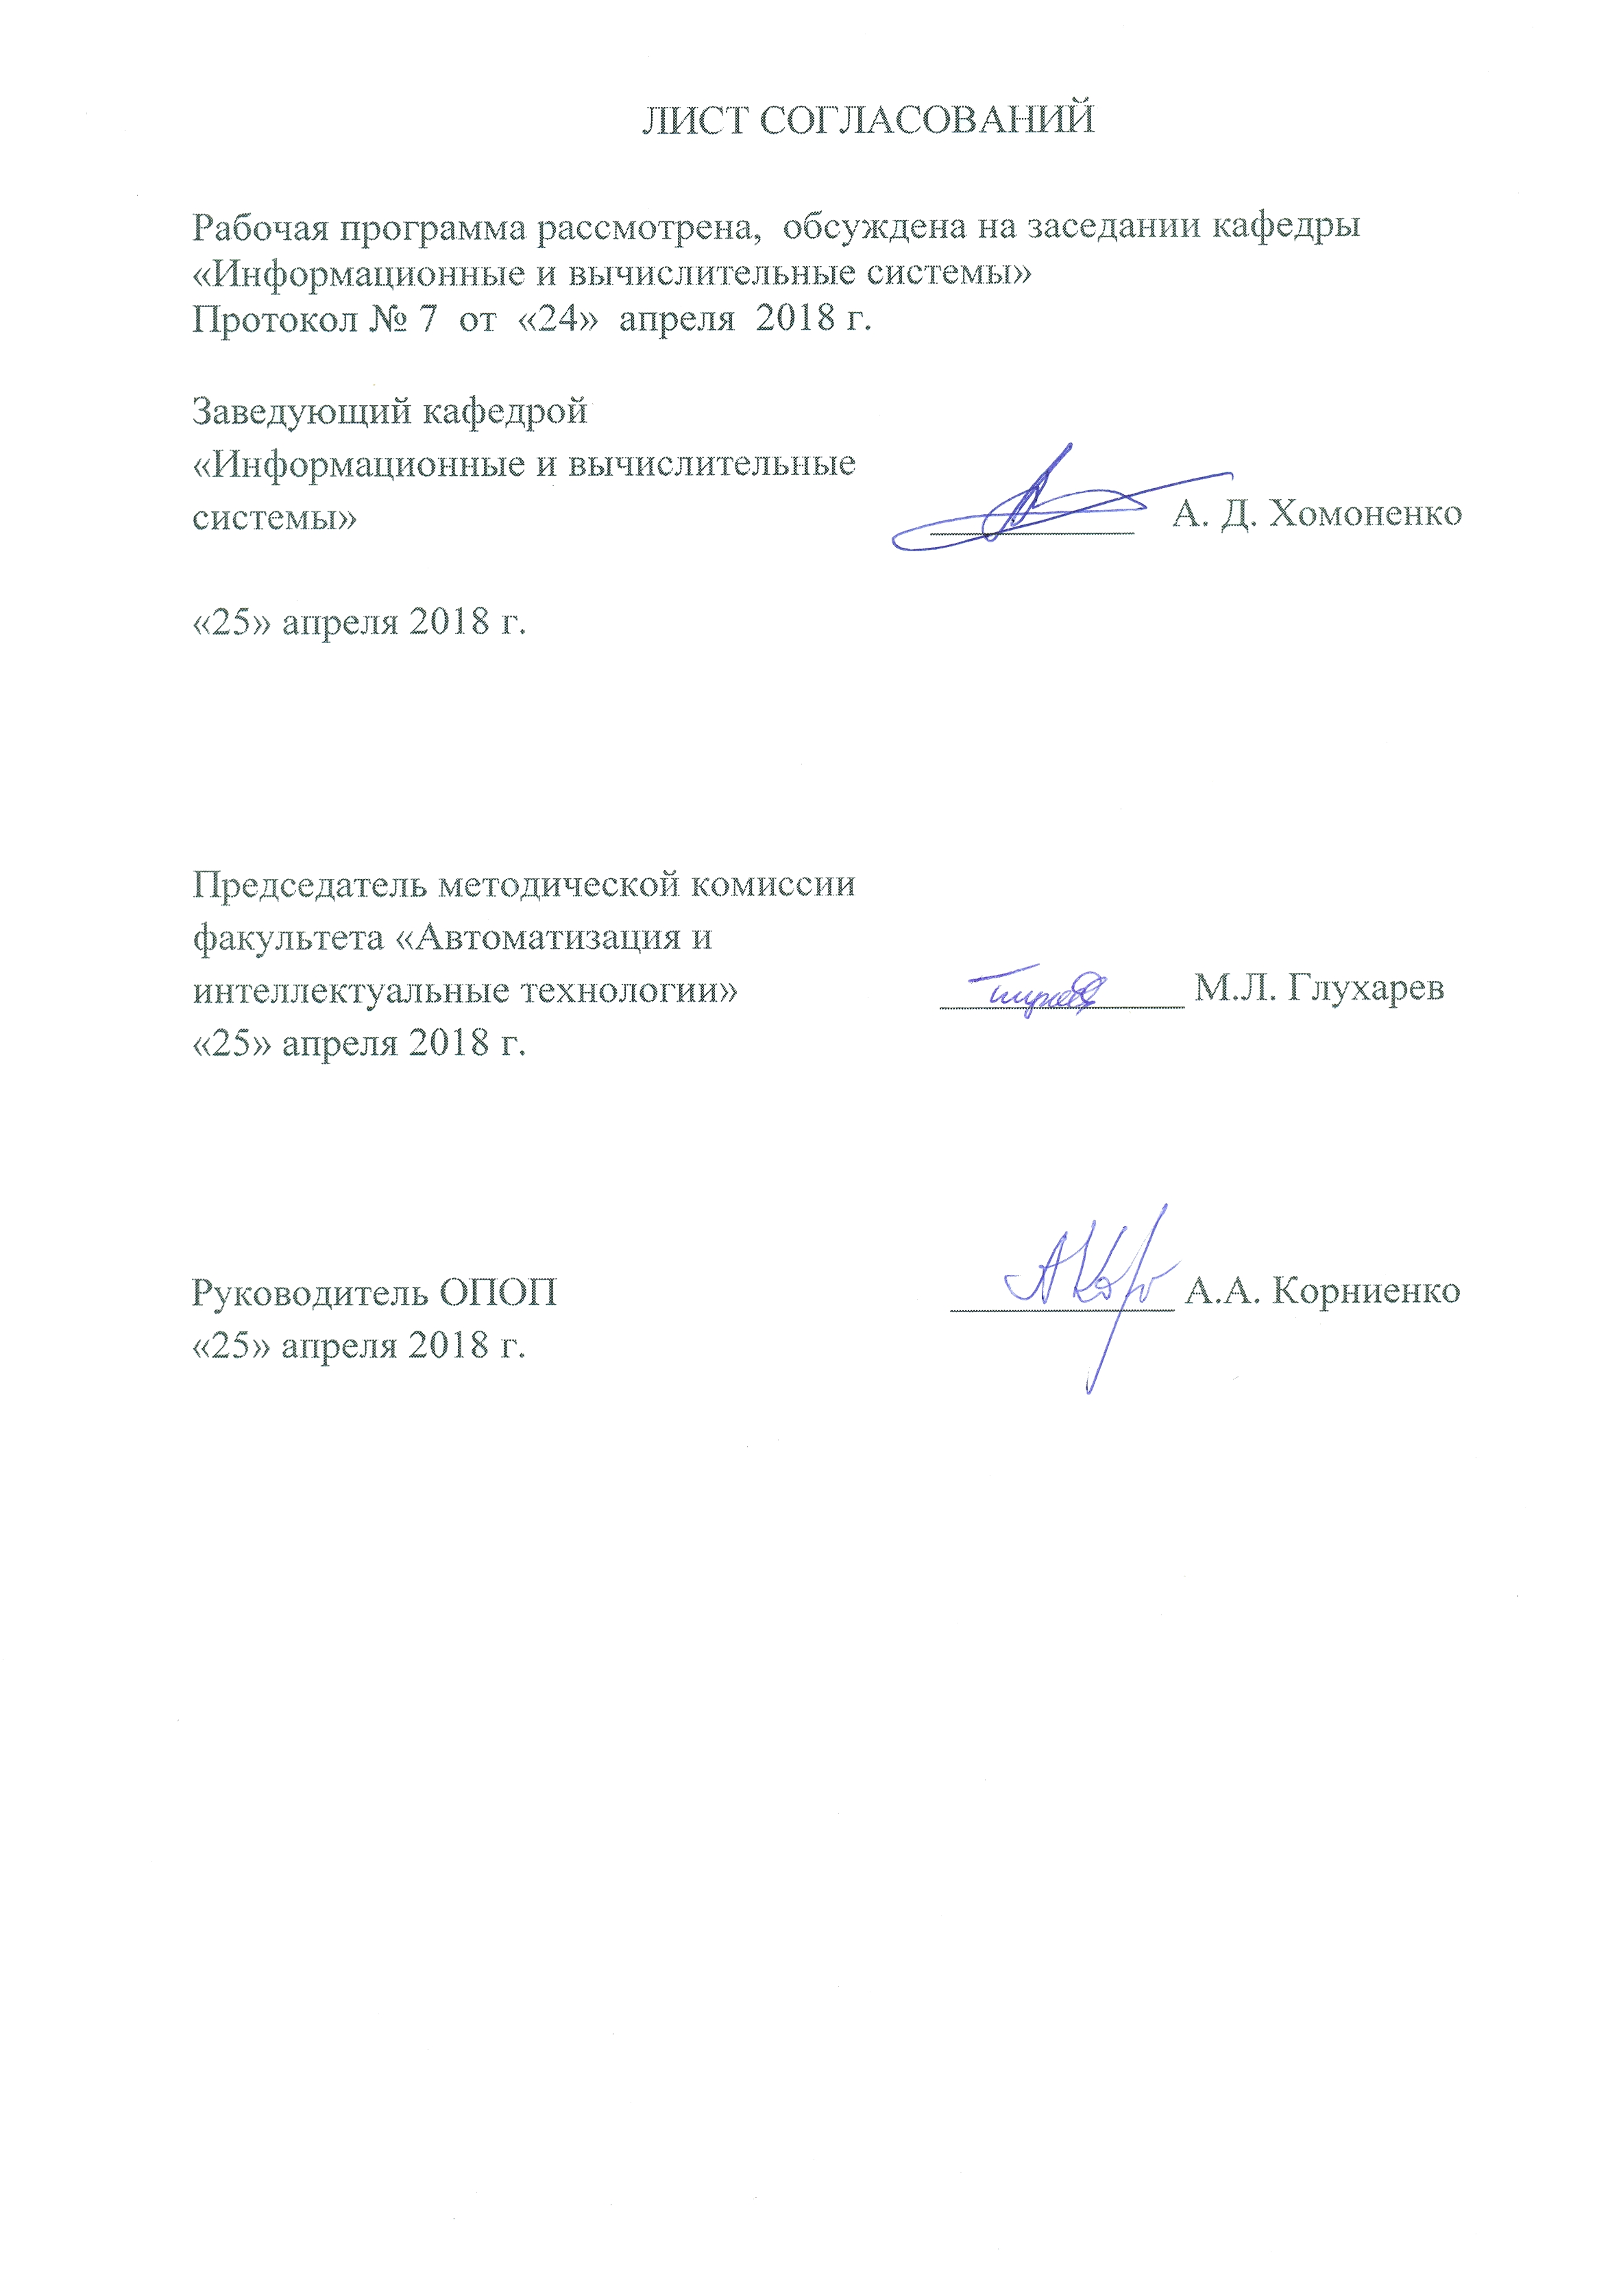 ЛИСТ СОГЛАСОВАНИЙ
Рабочая программа рассмотрена, обсуждена на заседании кафедры
«Информационные и вычислительные системы»
Протокол № 7 от «24» апреля 2018 г.
Заведующий кафедрой
«Информационные и вычислительные
системы» А. Д. Хомоненко
«25» апреля 2018 г.
Председатель методической комиссии
факультета «Автоматизация и
интеллектуальные технологии» М.Л. Глухарев
«25» апреля 2018 г.
Руководитель ОПОП А.А. Корниенко
«25» апреля 2018 г.